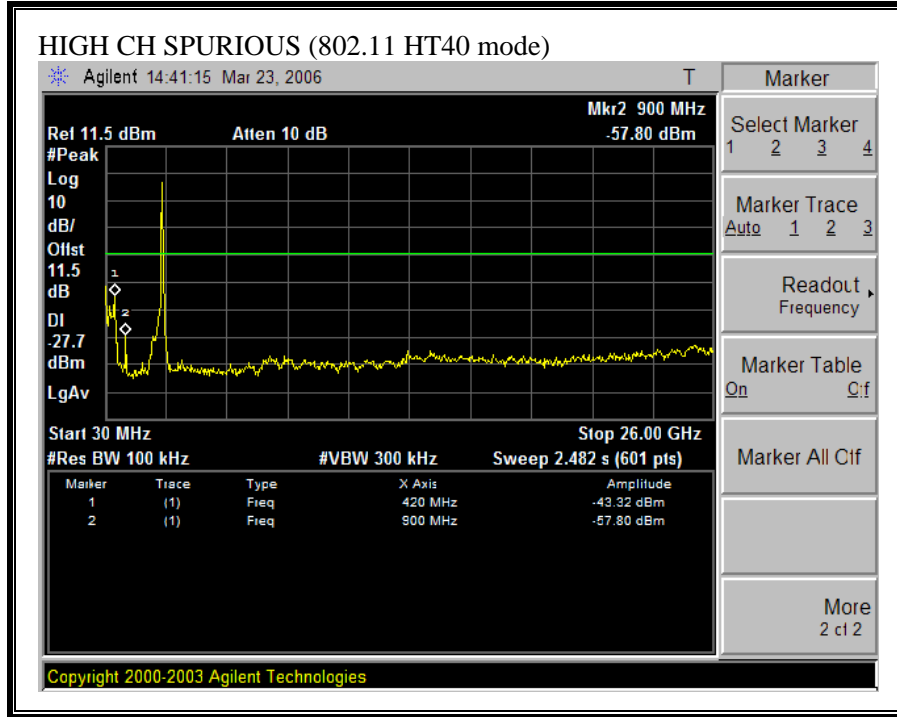 HIGH CH SPURIOUS (802.11 HT40 mode)
Agilent 14:41:15 Mar 23, 2006 T
Mkr2 900 MHz
Ref 11.5 dBm Atten 10 dB -57.80 dBm
#Peak
Log
10
dB/
Offst
11.5
dB
DI
-27.7
dBm
LgAv
1
2
Start 30 MHz Stop 26.00 GHz
#Res BW 100 kHz #VBW 300 kHz Sweep 2.482 s (601 pts)
Marker Trace Type X Axis Amplitude
1 (1) Freq 420 MHz -43.32 dBm
2 (1) Freq 900 MHz -57.80 dBm
Copyright 2000-2003 Agilent Technologies
Marker
Select Marker
1 2 3 4
Marker Trace
Auto 1 2 3
Readout
Frequency
Marker Table
On Off
Marker All Off
More
2 of 2